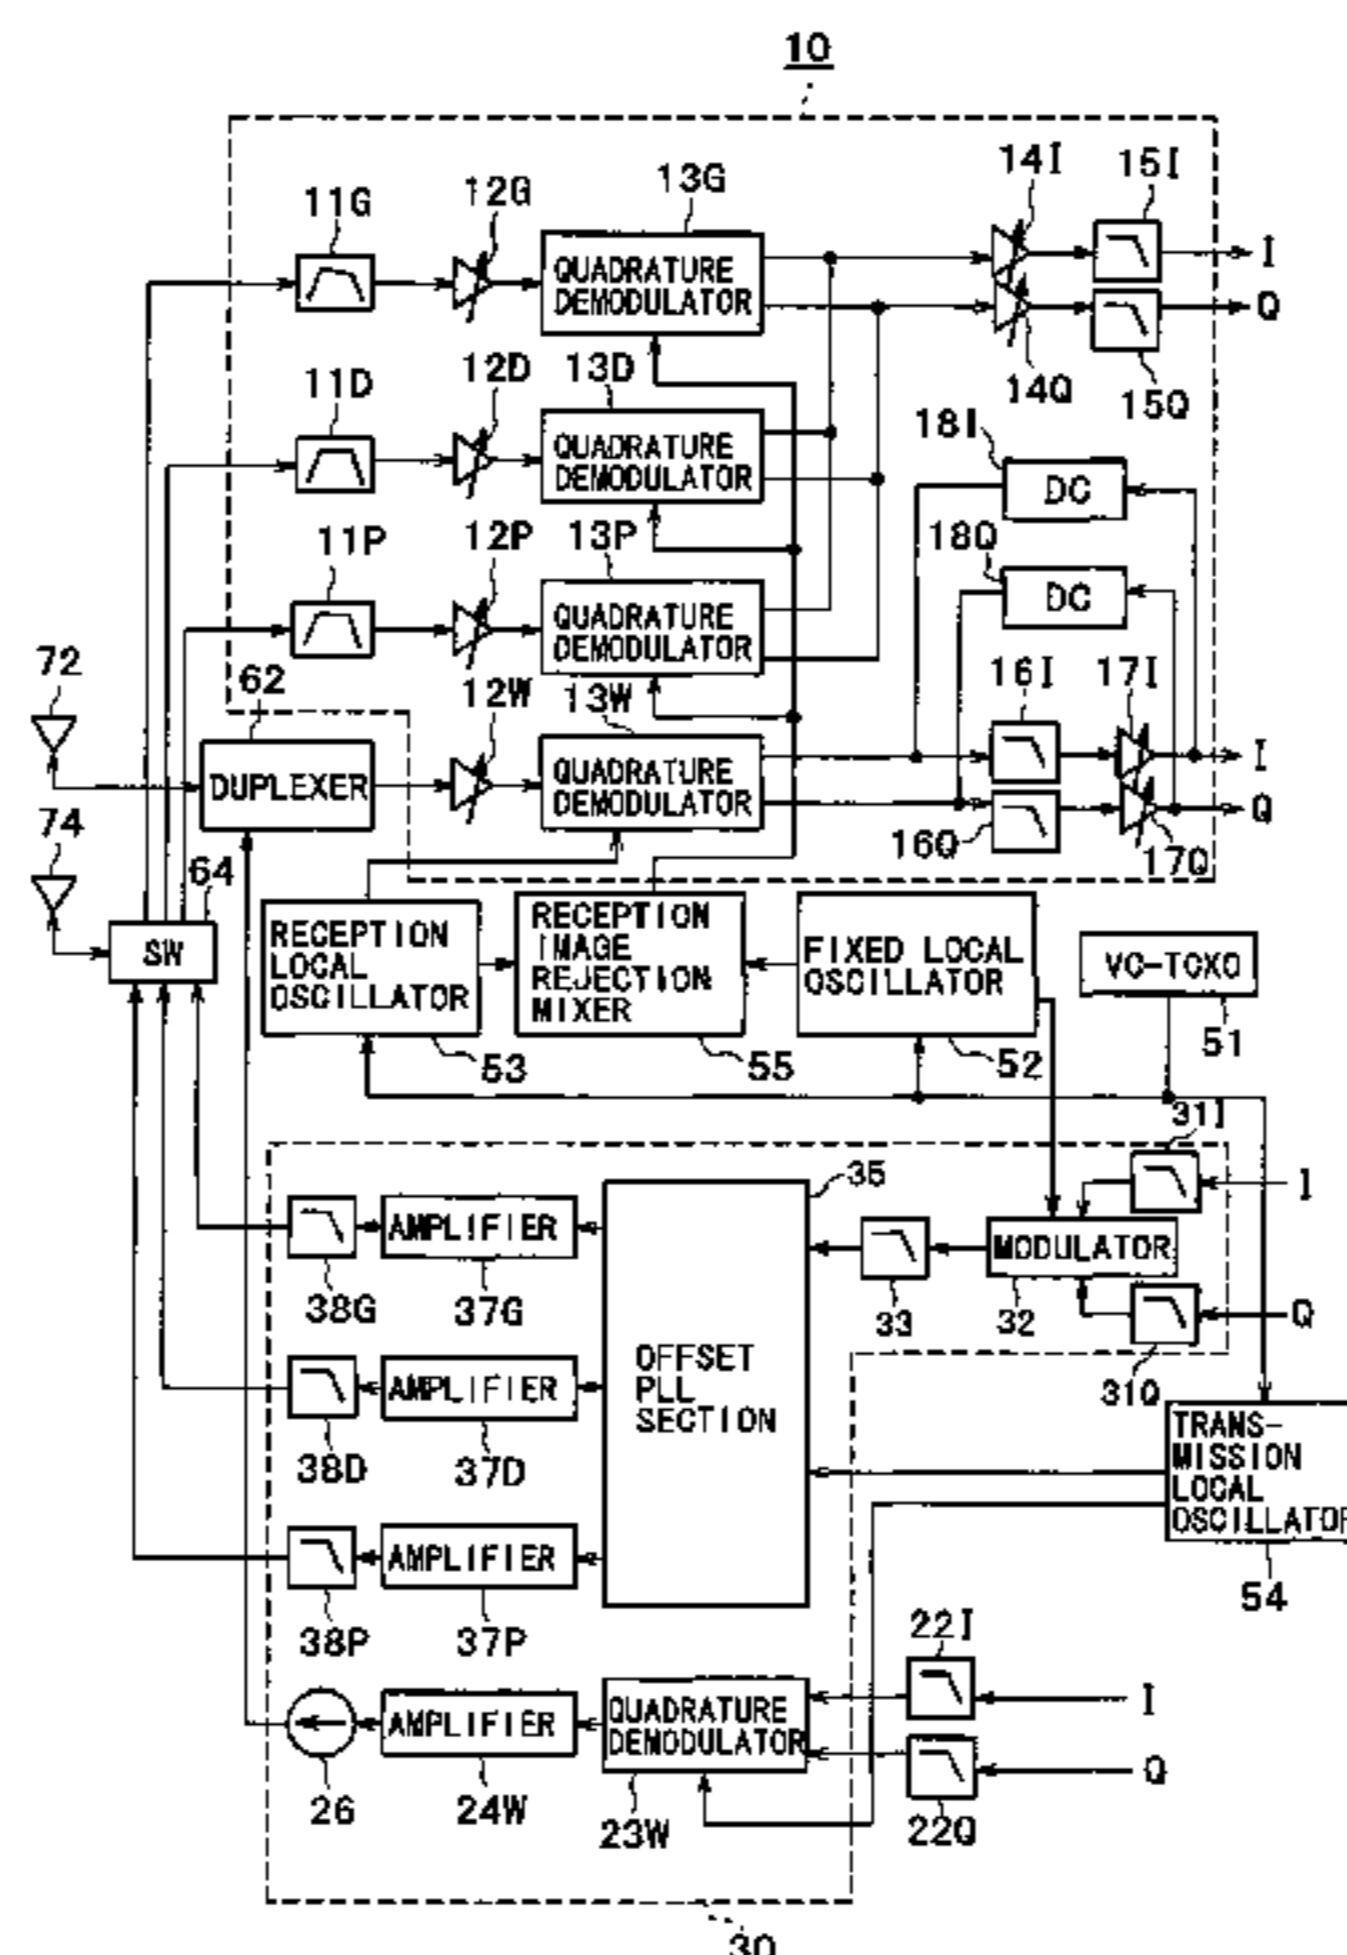 10
11G
12G
13G
14I
15I
QUADRATURE
DEMODULATOR
I
Q
11D
12D
13D
14Q
15Q
QUADRATURE
DEMODULATOR
18I
DC
11P
12P
13P
18Q
DC
QUADRATURE
DEMODULATOR
72
62
12W
13W
16I
17I
DUPLEXER
QUADRATURE
DEMODULATOR
I
Q
74
16Q
17Q
64
SW
RECEPTION
LOCAL
OSCILLATOR
RECEPTION
IMAGE
REJECTION
MIXER
FIXED LOCAL
OSCILLATOR
VC-TCXO
53
55
52
51
31I
35
I
AMPLIFIER
MODULATOR
38G
37G
33
32
Q
31Q
OFFSET
PLL
SECTION
AMPLIFIER
38D
37D
TRANS-
MISSION
LOCAL
OSCILLATOR
AMPLIFIER
54
38P
37P
22I
QUADRATURE
DEMODULATOR
I
AMPLIFIER
Q
26
24W
23W
22Q
30